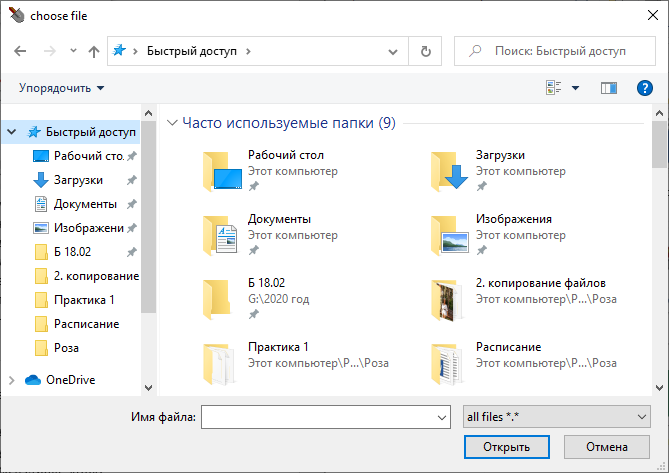 choose file
Быстрый доступ
Поиск: Быстрый доступ
Упорядочить
?
Быстрый доступ
Рабочий сто.
Загрузки
Документы
Изображени
Б 18.02
2. копирование
Практика 1
Расписание
Роза
OneDrive
Часто используемые папки (9)
Рабочий стол
Этот компьютер
Загрузки
Этот компьютер
Документы
Этот компьютер
Изображения
Этот компьютер
Б 18.02
G:\2020 год
2. копирование файлов
Этот компьютер\P...\Роза
Практика 1
Этот компьютер\P...\Роза
Расписание
Этот компьютер\P...\Роза
Имя файла:
all files *.*
Открыть
Отмена